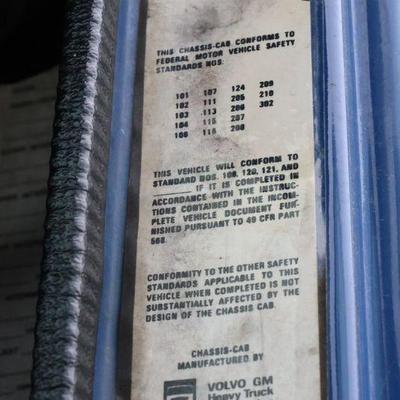 THIS CHASSIS-CAB CONFORMS TO
FEDERAL MOTOR VEHICLE SAFETY
STANDARDS NOS.
101 107 124 209
102 111 205 210
103 113 206 302
104 115 207
106 116 208
THIS VEHICLE WILL CONFORM TO
STANDARD NOS. 108, 120, 121, AND
IF IT IS COMPLETED IN
ACCORDANCE WITH THE INSTRUC-
TIONS CONTAINED IN THE INCOM-
PLETE VEHICLE DOCUMENT FUR-
NISHED PURSUANT TO 49 CFR PART
568.
CONFORMITY TO THE OTHER SAFETY
STANDARDS APPLICABLE TO THIS
VEHICLE WHEN COMPLETED IS NOT
SUBSTANTIALLY AFFECTED BY THE
DESIGN OF THE CHASSIS CAB.
CHASSIS-CAB
MANUFACTURED BY
VOLVO GM
Heavy Truck